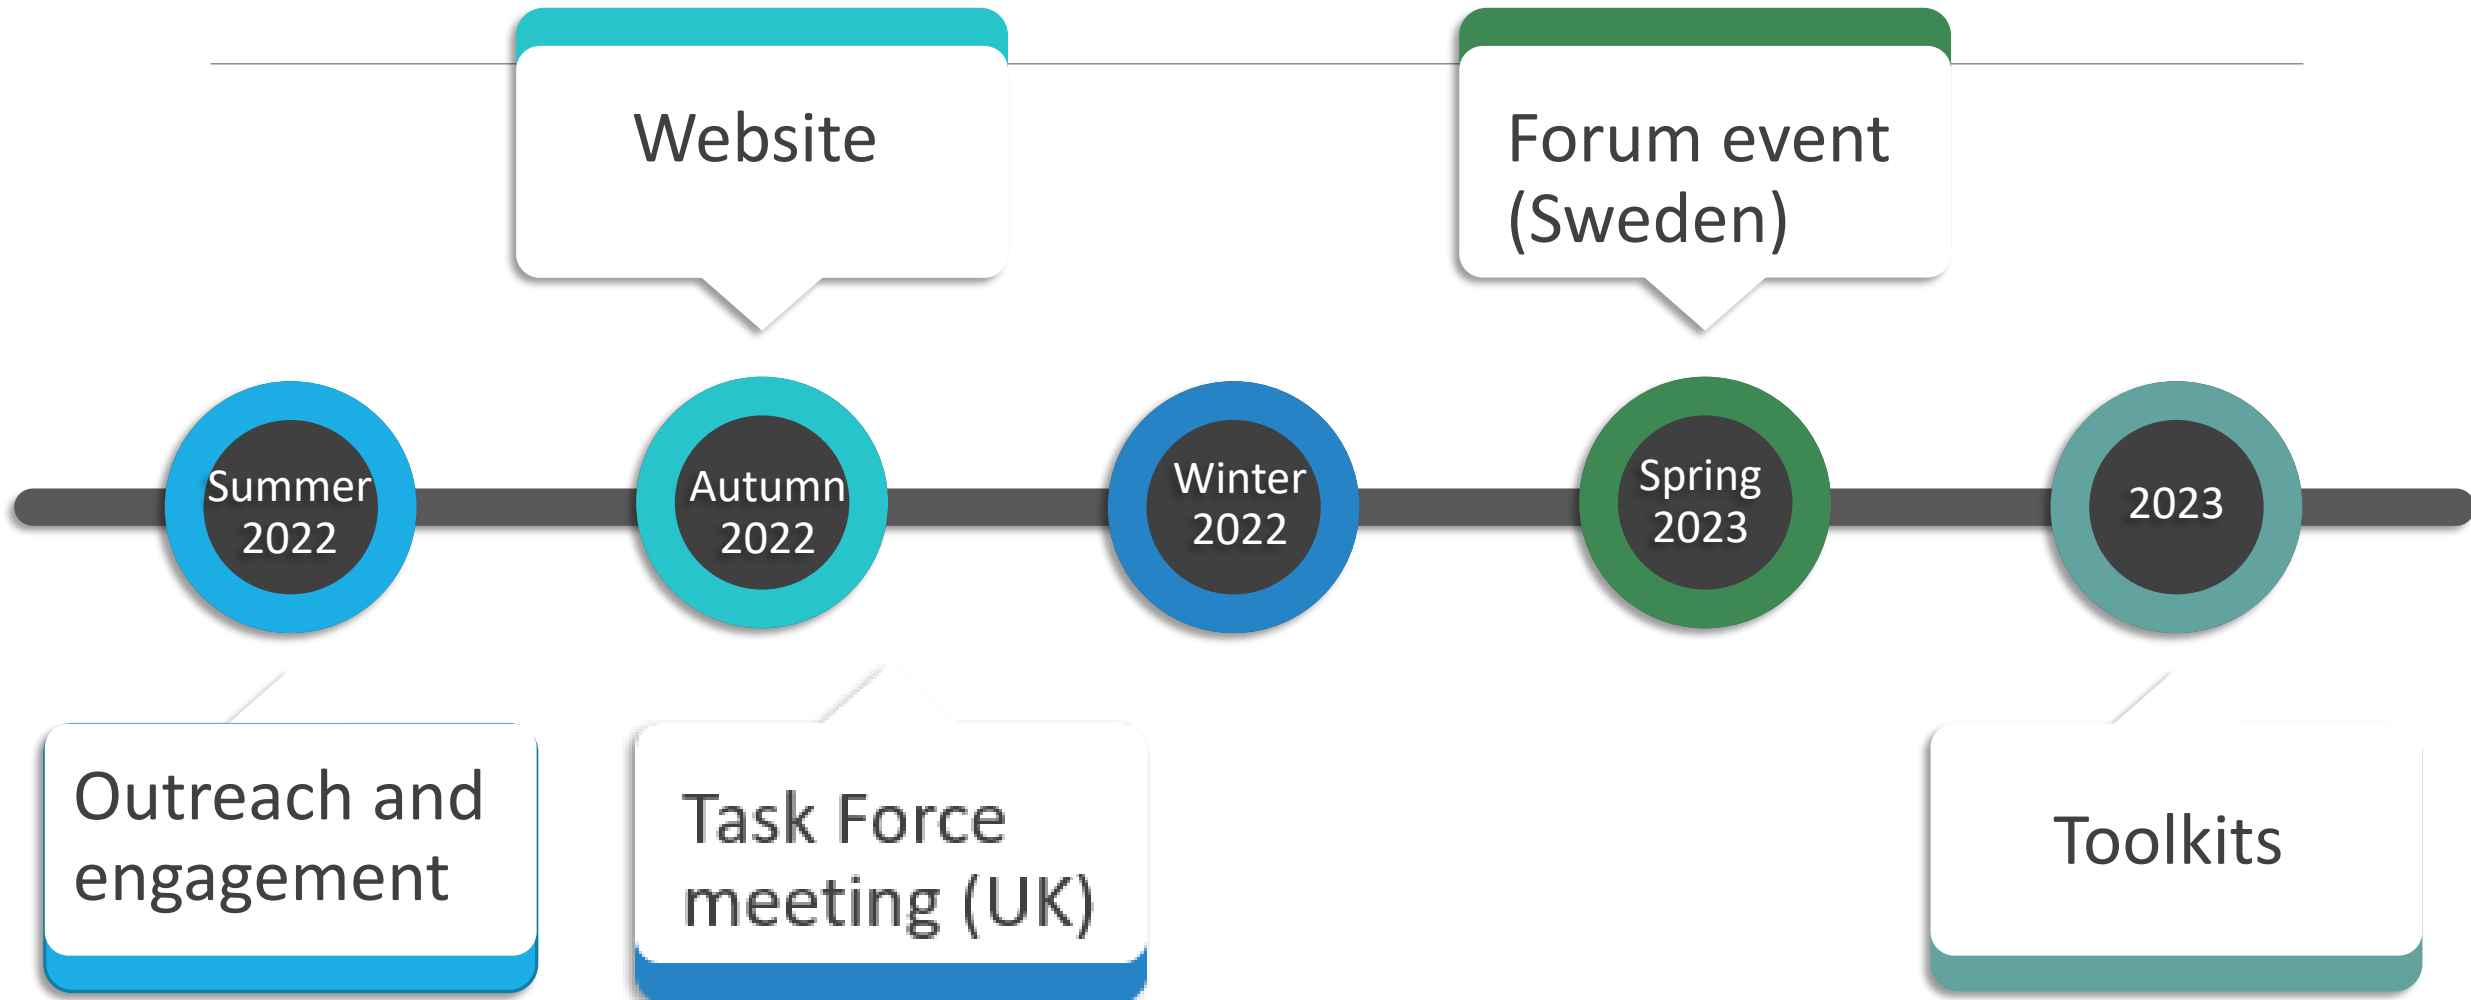 Website
Forum event
(Sweden)
Summer
2022
Autumn
2022
Winter
2022
Spring
2023
2023
Outreach and
engagement
Task Force
meeting (UK)
Toolkits